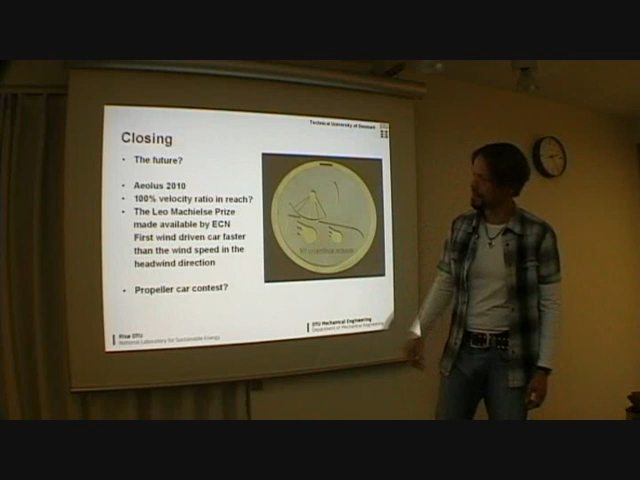 Technical University of Denmark
DTU
Closing
• The future?
• Aeolus 2010
• 100% velocity ratio in reach?
• The Leo Machielse Prize
made available by ECN
First wind driven car faster
than the wind speed in the
headwind direction
• Propeller car contest?
Risø DTU
National Laboratory for Sustainable Energy
DTU Mechanical Engineering
Department of Mechanical Engineering